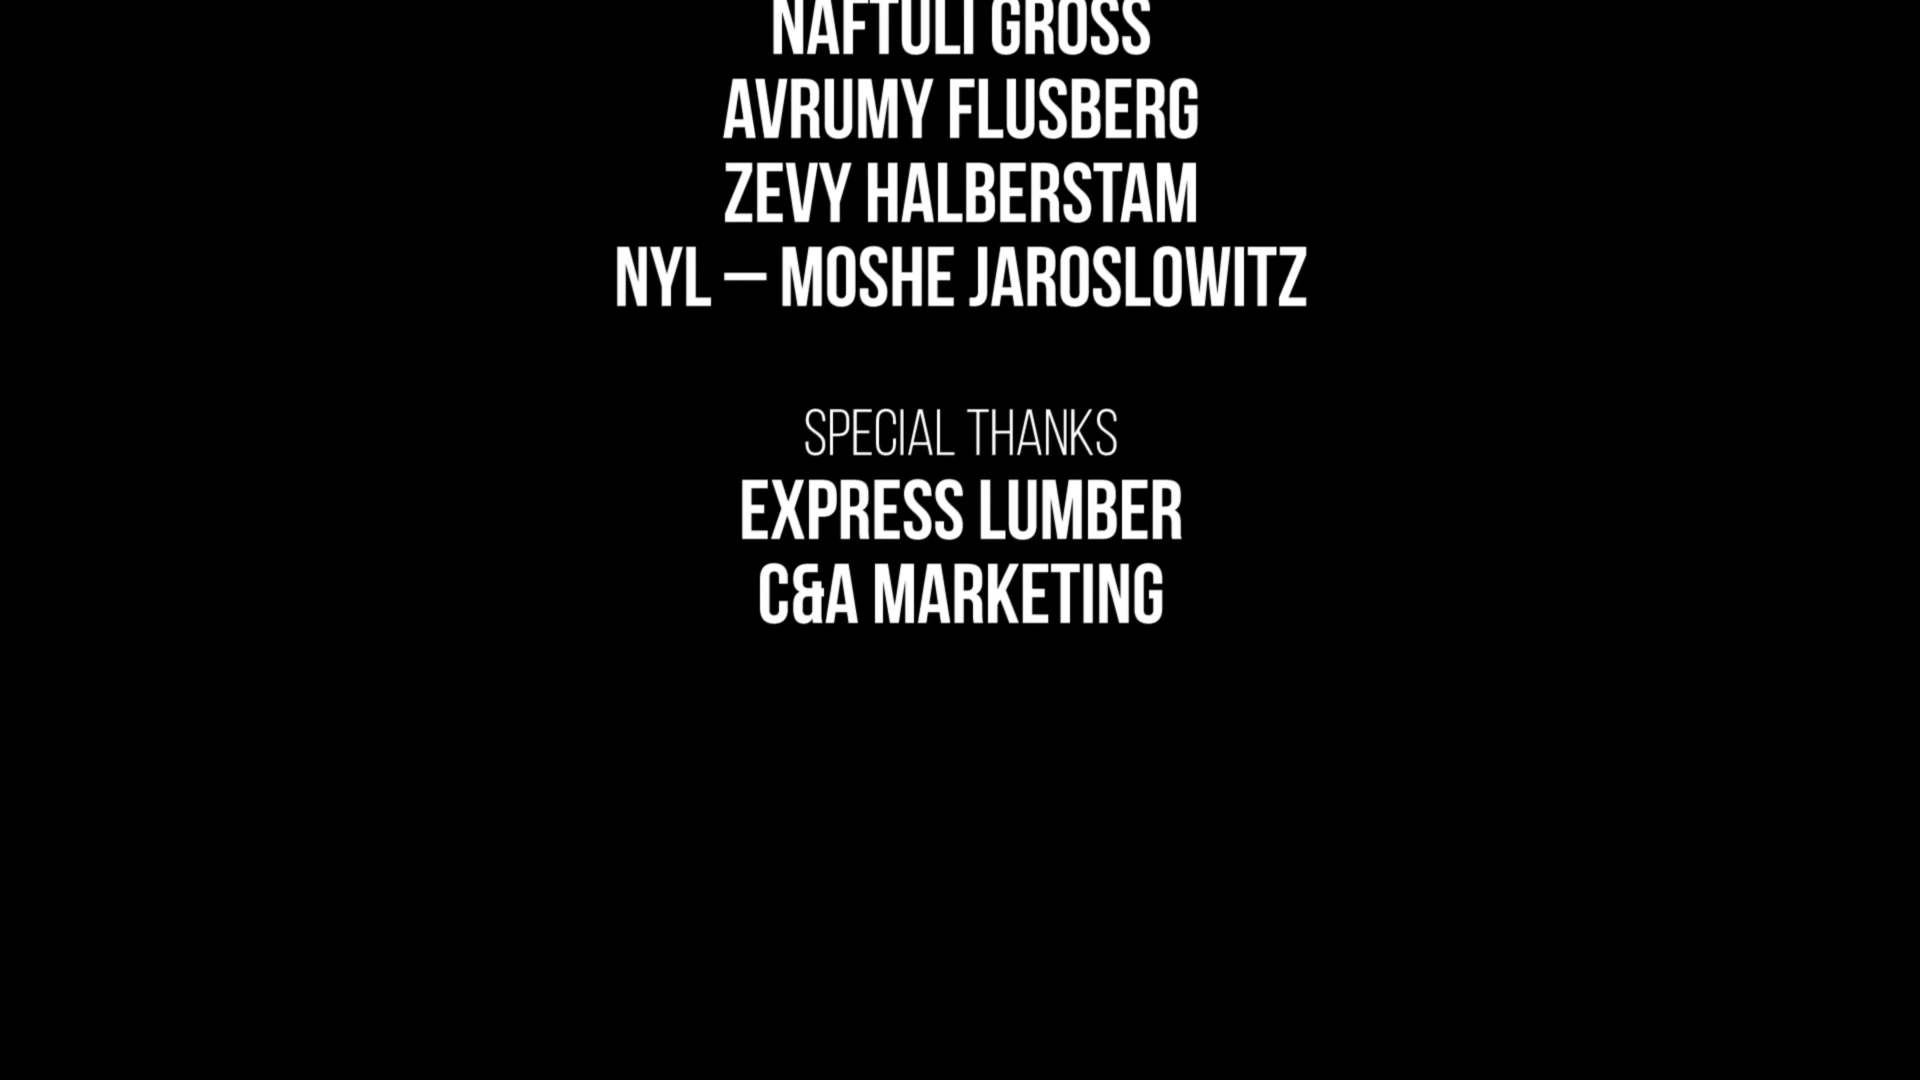 NAFTULI GROSS
AVRUMY FLUSBERG
ZEVY HALBERSTAM
NYL – MOSHE JAROSLOWITZ
SPECIAL THANKS
EXPRESS LUMBER
C&A MARKETING